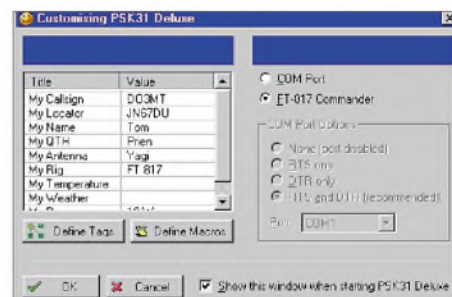 Customising PSK31 Deluxe
Title Value
My Callsign DO3MT
My Locator JN67DU
My Name Tom
My QTH Prien
My Antenna Yagi
My Rig FT 817
My Temperature
My Weather
Define Tags Define Macros
COM Port
FT-817 Commander
COM Port Options
None (port disabled)
RTS only
DTR only
RTS and DTR (recommended)
Port COM1
OK Cancel Show this window when starting PSK31 Deluxe